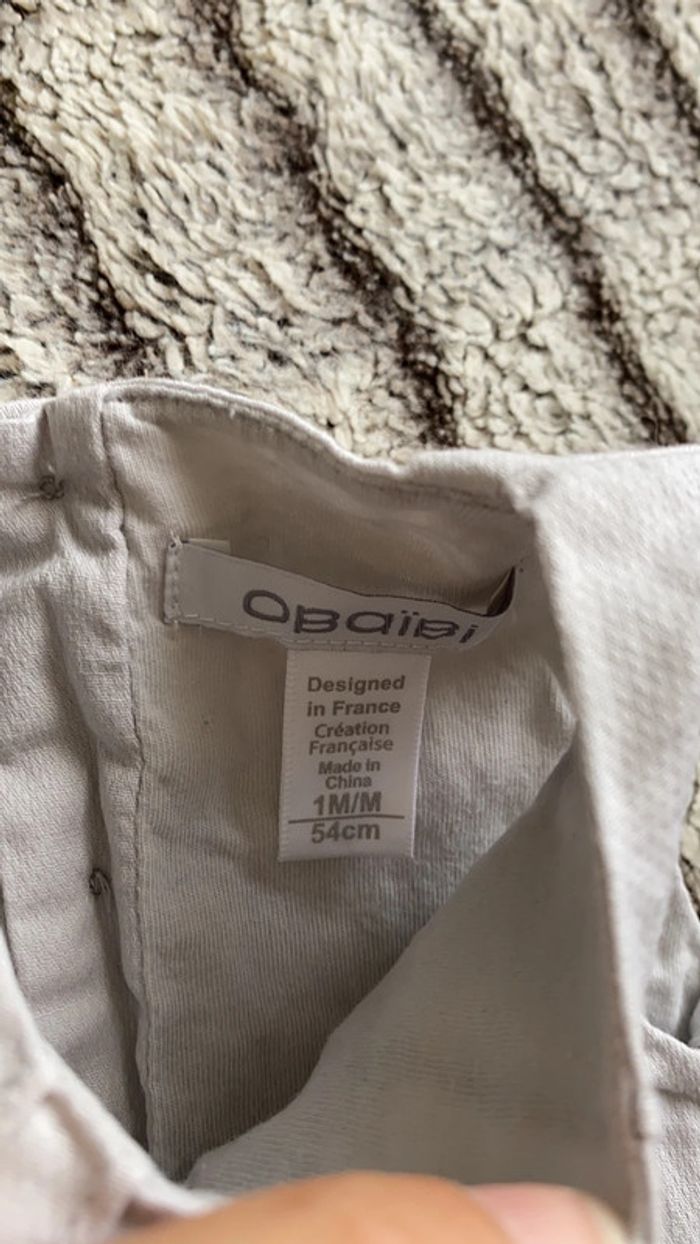 OBAÏBI
Designed
in France
Création
Française
Made in
China
1M/M
54cm